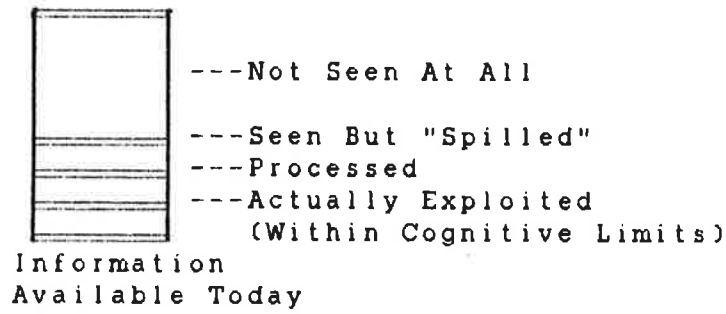 ---Not Seen At All
---Seen But "Spilled"
---Processed
---Actually Exploited
(Within Cognitive Limits)
Information
Available Today